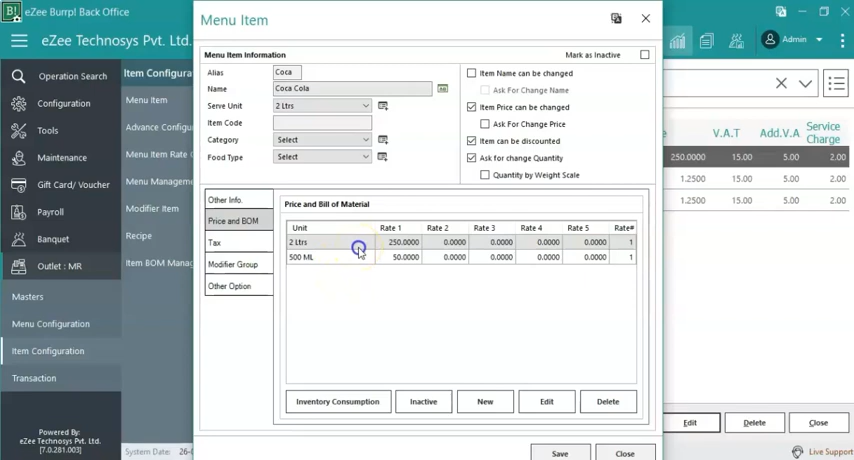 eZee Burrp! Back Office
eZee Technosys Pvt. Ltd.
Admin
Operation Search
Configuration
Tools
Maintenance
Gift Card/ Voucher
Payroll
Banquet
Outlet : MR
Masters
Menu Configuration
Item Configuration
Transaction
Powered By:
eZee Technosys Pvt. Ltd.
[7.0.281.003]
Item Configura
Menu Item
Advance Configu
Menu Item Rate C
Menu Manageme
Modifier Item
Recipe
Item BOM Manag
System Date: 26-0
Menu Item
Menu Item Information
Mark as Inactive
Alias
Coca
Name
Coca Cola
Serve Unit
2 Ltrs
Item Code
Category
Select
Food Type
Select
Item Name can be changed
Ask For Change Name
Item Price can be changed
Ask For Change Price
Item can be discounted
Ask for change Quantity
Quantity by Weight Scale
Other Info.
Price and BOM
Tax
Modifier Group
Other Option
Price and Bill of Material
Unit Rate 1 Rate 2 Rate 3 Rate 4 Rate 5 Rate#
2 Ltrs 250.0000 0.0000 0.0000 0.0000 0.0000 1
500 ML 50.0000 0.0000 0.0000 0.0000 0.0000 1
Inventory Consumption Inactive New Edit Delete
Save Close
e V.A.T Add.V.A Service Charge
250.0000 15.00 5.00 2.00
1.2500 15.00 5.00 2.00
1.2500 15.00 5.00 2.00
Edit Delete Close
Live Support